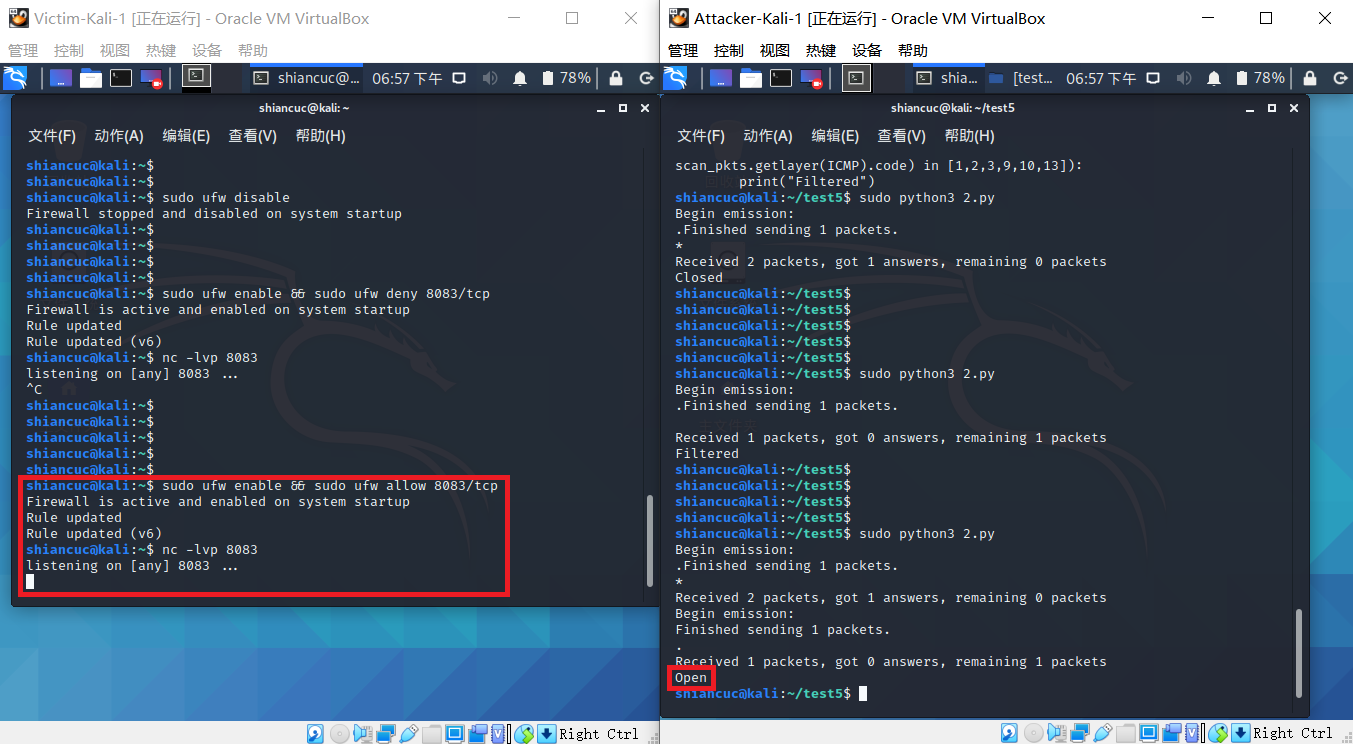 Victim-Kali-1 [正在运行] - Oracle VM VirtualBox
管理 控制 视图 热键 设备 帮助
shiancuc@... 06:57 下午 78%
shiancuc@kali: ~
文件(F) 动作(A) 编辑(E) 查看(V) 帮助(H)
shiancuc@kali:~$
shiancuc@kali:~$
shiancuc@kali:~$ sudo ufw disable
Firewall stopped and disabled on system startup
shiancuc@kali:~$
shiancuc@kali:~$
shiancuc@kali:~$
shiancuc@kali:~$
shiancuc@kali:~$ sudo ufw enable && sudo ufw deny 8083/tcp
Firewall is active and enabled on system startup
Rule updated
Rule updated (v6)
shiancuc@kali:~$ nc -lvp 8083
listening on [any] 8083 ...
^C
shiancuc@kali:~$
shiancuc@kali:~$
shiancuc@kali:~$
shiancuc@kali:~$
shiancuc@kali:~$
shiancuc@kali:~$ sudo ufw enable && sudo ufw allow 8083/tcp
Firewall is active and enabled on system startup
Rule updated
Rule updated (v6)
shiancuc@kali:~$ nc -lvp 8083
listening on [any] 8083 ...
Right Ctrl
Attacker-Kali-1 [正在运行] - Oracle VM VirtualBox
管理 控制 视图 热键 设备 帮助
shia... [test... 06:57 下午 78%
shiancuc@kali: ~/test5
文件(F) 动作(A) 编辑(E) 查看(V) 帮助(H)
scan_pkts.getlayer(ICMP).code) in [1,2,3,9,10,13]):
print("Filtered")
shiancuc@kali:~/test5$ sudo python3 2.py
Begin emission:
.Finished sending 1 packets.
*
Received 2 packets, got 1 answers, remaining 0 packets
Closed
shiancuc@kali:~/test5$
shiancuc@kali:~/test5$
shiancuc@kali:~/test5$
shiancuc@kali:~/test5$
shiancuc@kali:~/test5$
shiancuc@kali:~/test5$ sudo python3 2.py
Begin emission:
.Finished sending 1 packets.
Received 1 packets, got 0 answers, remaining 1 packets
Filtered
shiancuc@kali:~/test5$
shiancuc@kali:~/test5$
shiancuc@kali:~/test5$
shiancuc@kali:~/test5$
shiancuc@kali:~/test5$ sudo python3 2.py
Begin emission:
.Finished sending 1 packets.
*
Received 2 packets, got 1 answers, remaining 0 packets
Begin emission:
Finished sending 1 packets.
.
Received 1 packets, got 0 answers, remaining 1 packets
Open
shiancuc@kali:~/test5$
Right Ctrl